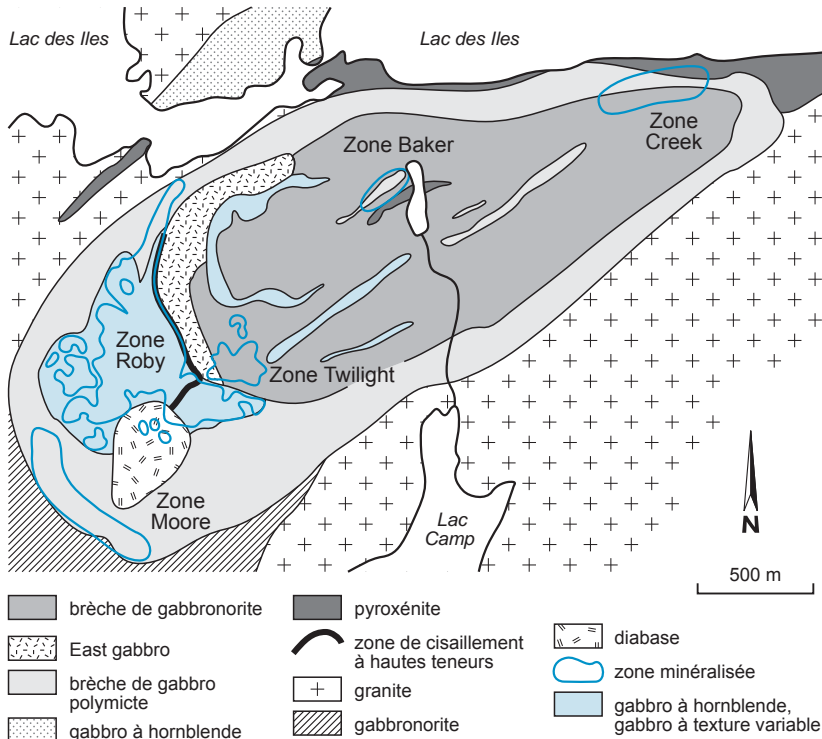 Lac des Iles
Lac des Iles
Zone Baker
Zone
Creek
Zone
Roby
Zone Twilight
Zone
Moore
Lac
Camp
N
500 m
brèche de gabbronorite
East gabbro
brèche de gabbro
polymicte
gabbro à hornblende
pyroxénite
zone de cisaillement
à hautes teneurs
granite
gabbronorite
diabase
zone minéralisée
gabbro à hornblende,
gabbro à texture variable